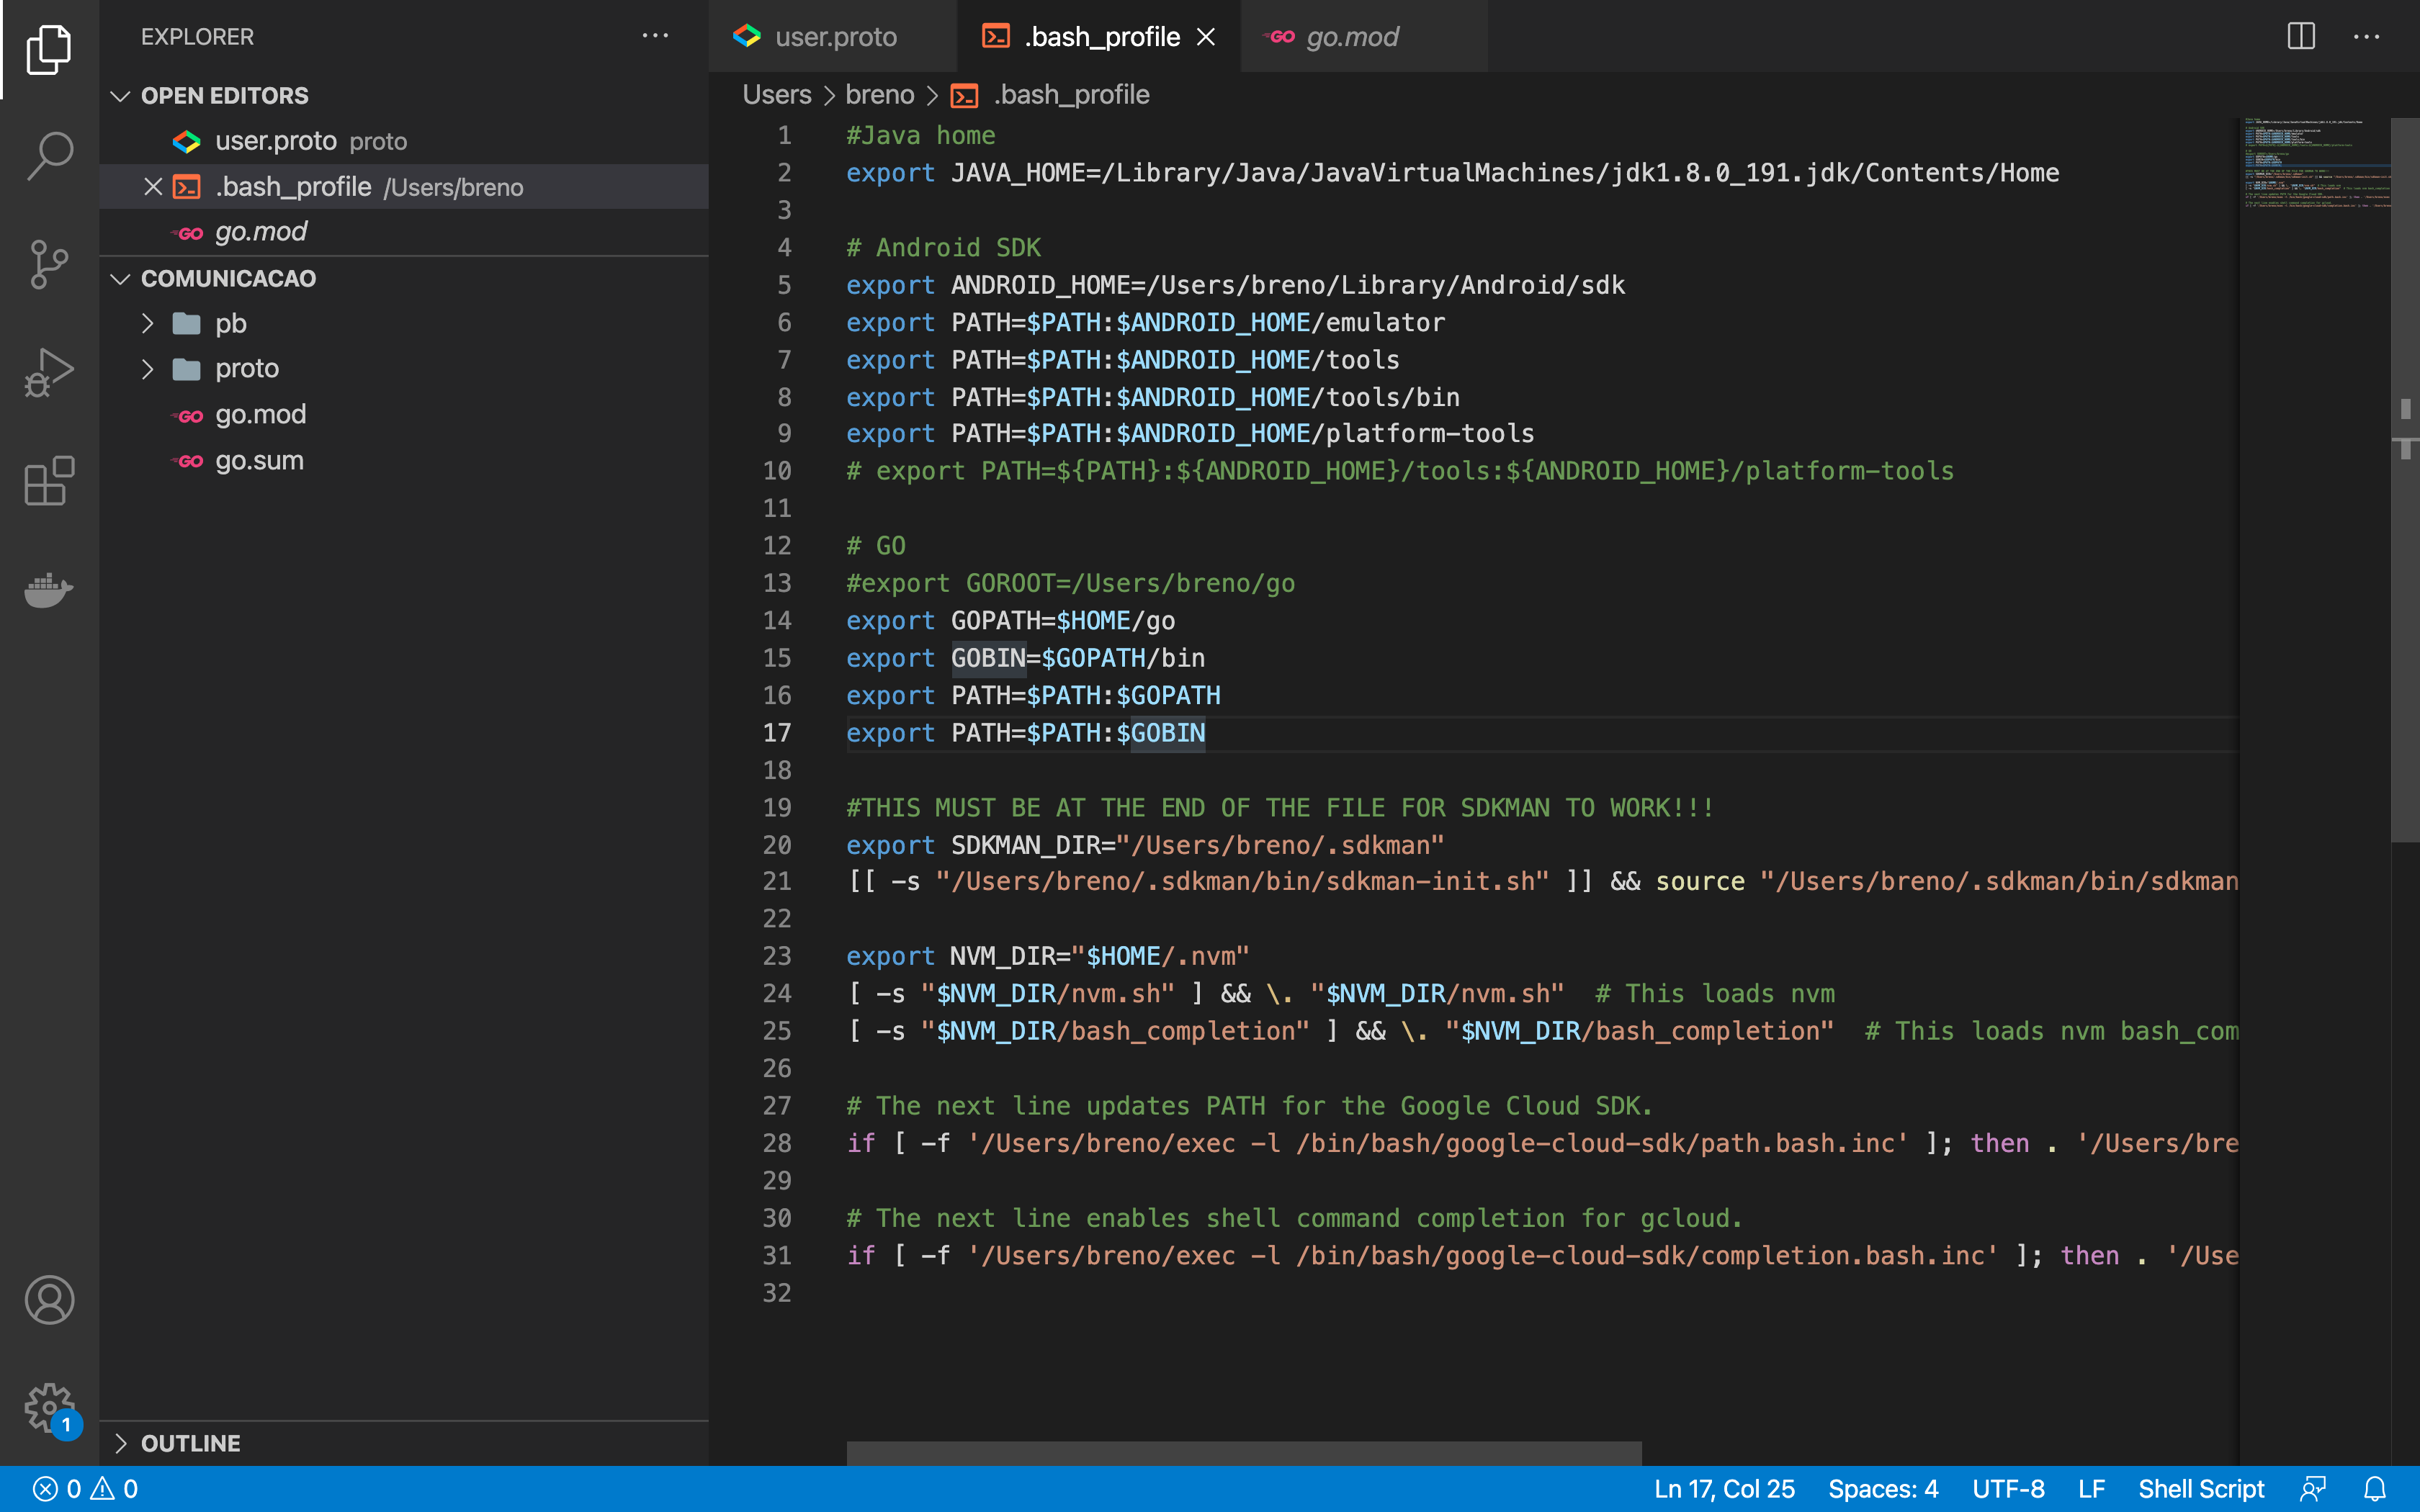 EXPLORER
OPEN EDITORS
user.proto proto
.bash_profile /Users/breno
go.mod
COMUNICACAO
pb
proto
go.mod
go.sum
OUTLINE
user.proto
.bash_profile
go.mod
Users > breno > .bash_profile
1 #Java home
2 export JAVA_HOME=/Library/Java/JavaVirtualMachines/jdk1.8.0_191.jdk/Contents/Home
3
4 # Android SDK
5 export ANDROID_HOME=/Users/breno/Library/Android/sdk
6 export PATH=$PATH:$ANDROID_HOME/emulator
7 export PATH=$PATH:$ANDROID_HOME/tools
8 export PATH=$PATH:$ANDROID_HOME/tools/bin
9 export PATH=$PATH:$ANDROID_HOME/platform-tools
10 # export PATH=${PATH}:${ANDROID_HOME}/tools:${ANDROID_HOME}/platform-tools
11
12 # GO
13 #export GOROOT=/Users/breno/go
14 export GOPATH=$HOME/go
15 export GOBIN=$GOPATH/bin
16 export PATH=$PATH:$GOPATH
17 export PATH=$PATH:$GOBIN
18
19 #THIS MUST BE AT THE END OF THE FILE FOR SDKMAN TO WORK!!!
20 export SDKMAN_DIR="/Users/breno/.sdkman"
21 [[ -s "/Users/breno/.sdkman/bin/sdkman-init.sh" ]] && source "/Users/breno/.sdkman/bin/sdkman
22
23 export NVM_DIR="$HOME/.nvm"
24 [ -s "$NVM_DIR/nvm.sh" ] && \. "$NVM_DIR/nvm.sh"  # This loads nvm
25 [ -s "$NVM_DIR/bash_completion" ] && \. "$NVM_DIR/bash_completion"  # This loads nvm bash_com
26
27 # The next line updates PATH for the Google Cloud SDK.
28 if [ -f '/Users/breno/exec -l /bin/bash/google-cloud-sdk/path.bash.inc' ]; then . '/Users/bre
29
30 # The next line enables shell command completion for gcloud.
31 if [ -f '/Users/breno/exec -l /bin/bash/google-cloud-sdk/completion.bash.inc' ]; then . '/Use
32
1
0 0
Ln 17, Col 25 Spaces: 4 UTF-8 LF Shell Script